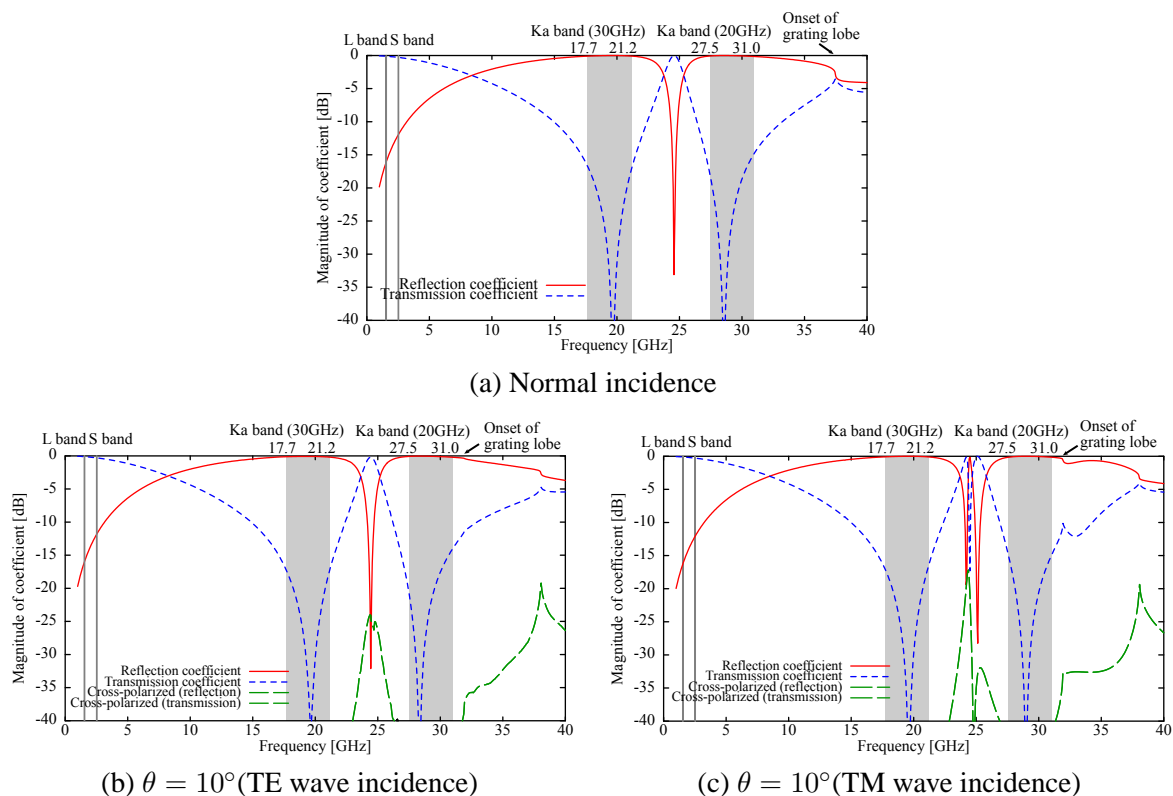 Onset of
grating lobe
L band S band
Ka band (30GHz)
Ka band (20GHz)
17.7 21.2 27.5 31.0
0
-5
-10
-15
-20
-25
-30
-35
-40
Magnitude of coefficient [dB]
Reflection coefficient
Transmission coefficient
0 5 10 15 20 25 30 35 40
Frequency [GHz]
(a) Normal incidence
Onset of
grating lobe
L band S band
Ka band (30GHz)
Ka band (20GHz)
17.7 21.2 27.5 31.0
0
-5
-10
-15
-20
-25
-30
-35
-40
Magnitude of coefficient [dB]
Reflection coefficient
Transmission coefficient
Cross-polarized (reflection)
Cross-polarized (transmission)
0 5 10 15 20 25 30 35 40
Frequency [GHz]
(b) θ = 10°(TE wave incidence)
Onset of
grating lobe
L band S band
Ka band (30GHz)
Ka band (20GHz)
17.7 21.2 27.5 31.0
0
-5
-10
-15
-20
-25
-30
-35
-40
Magnitude of coefficient [dB]
Reflection coefficient
Transmission coefficient
Cross-polarized (reflection)
Cross-polarized (transmission)
0 5 10 15 20 25 30 35 40
Frequency [GHz]
(c) θ = 10°(TM wave incidence)